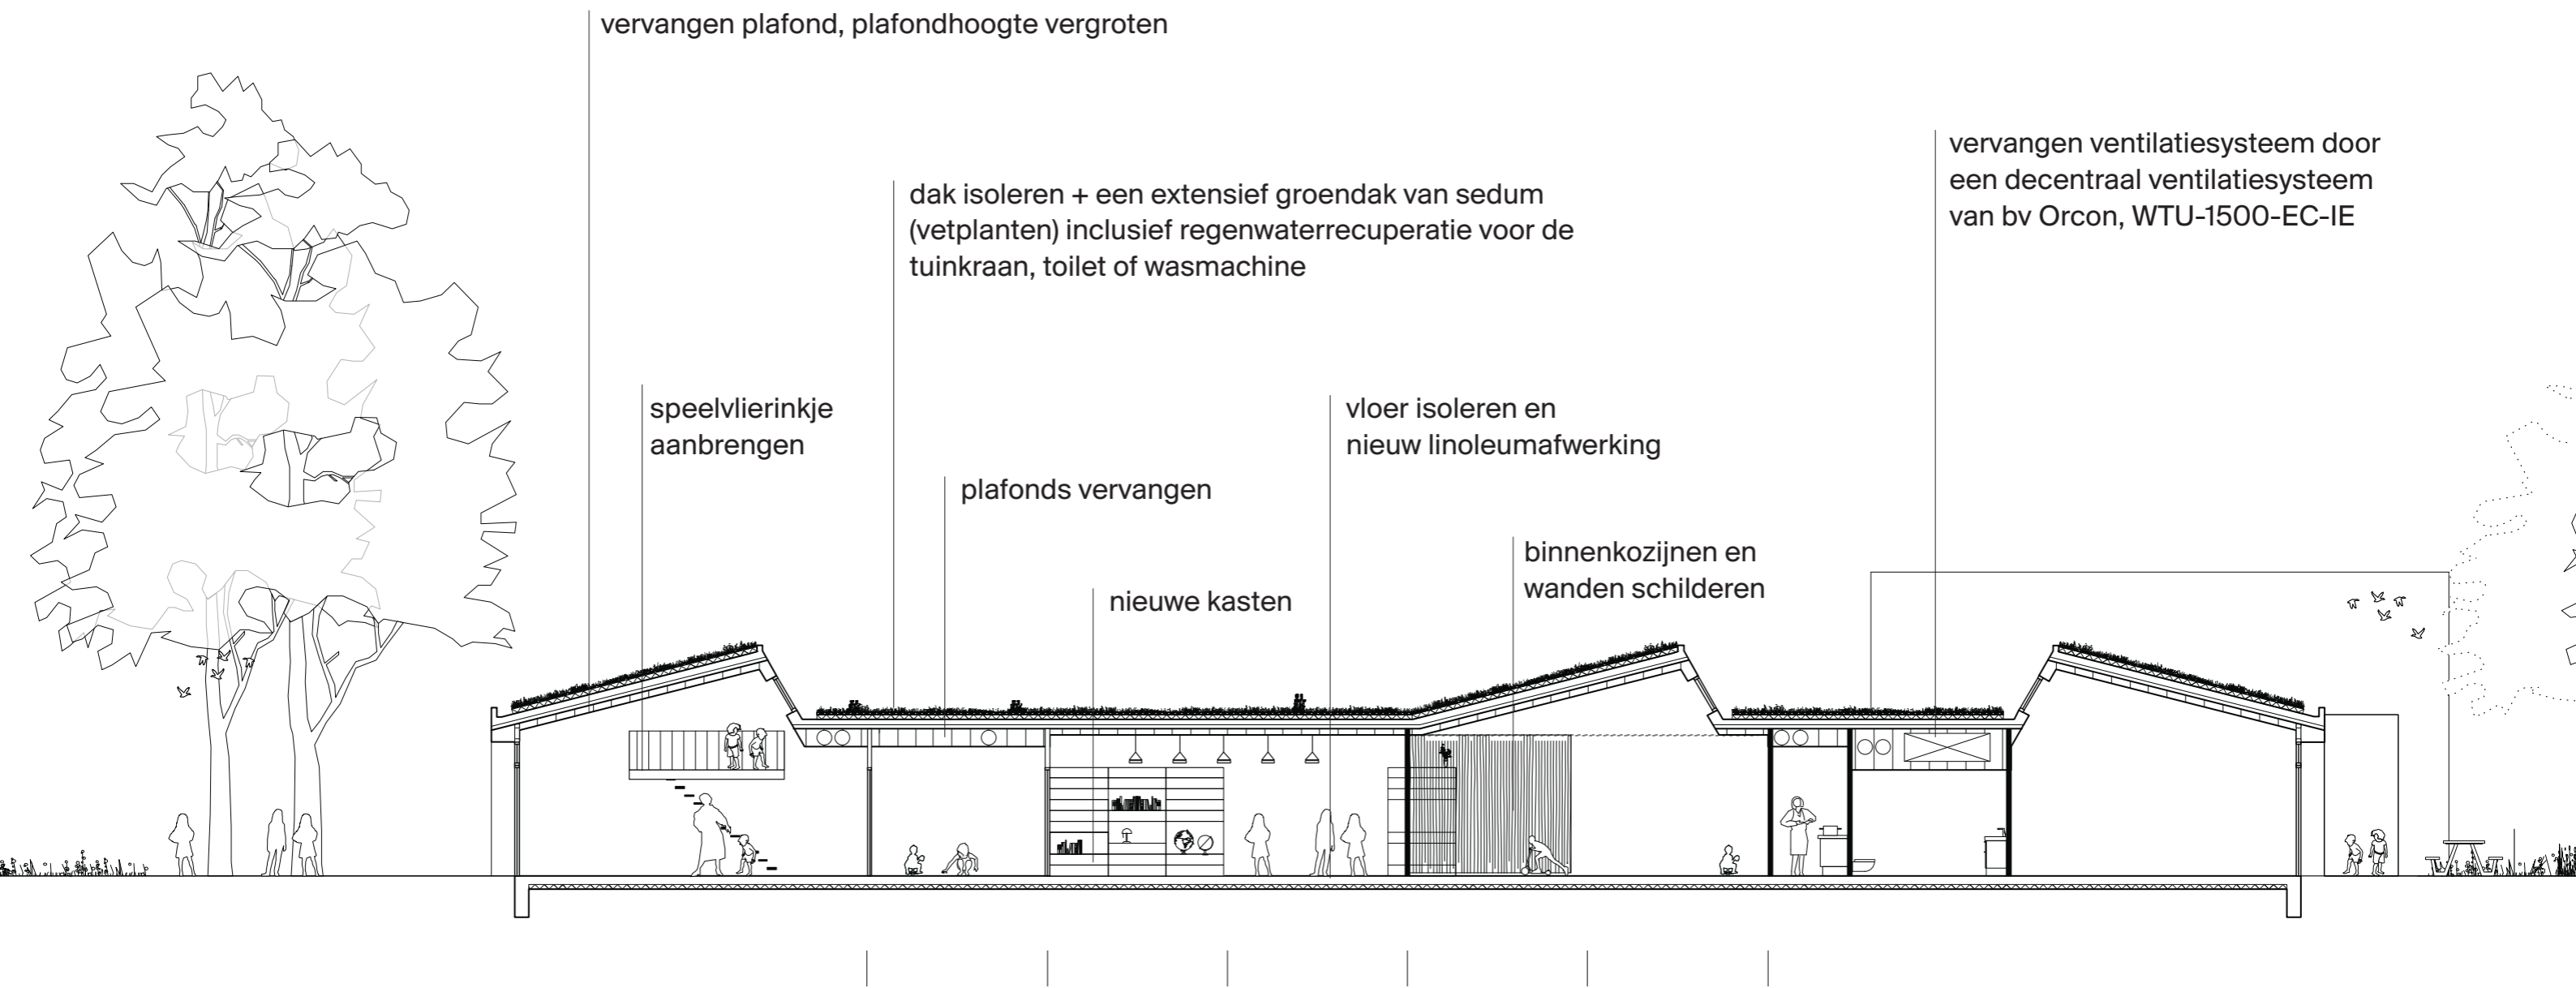 vervangen plafond, plafondhoogte vergroten
vervangen ventilatiesysteem door
een decentraal ventilatiesysteem
van bv Orcon, WTU-1500-EC-IE
dak isoleren + een extensief groendak van sedum
(vetplanten) inclusief regenwaterrecuperatie voor de
tuinkraan, toilet of wasmachine
speelvlierinkje
aanbrengen
vloer isoleren en
nieuw linoleumafwerking
plafonds vervangen
binnenkozijnen en
wanden schilderen
nieuwe kasten